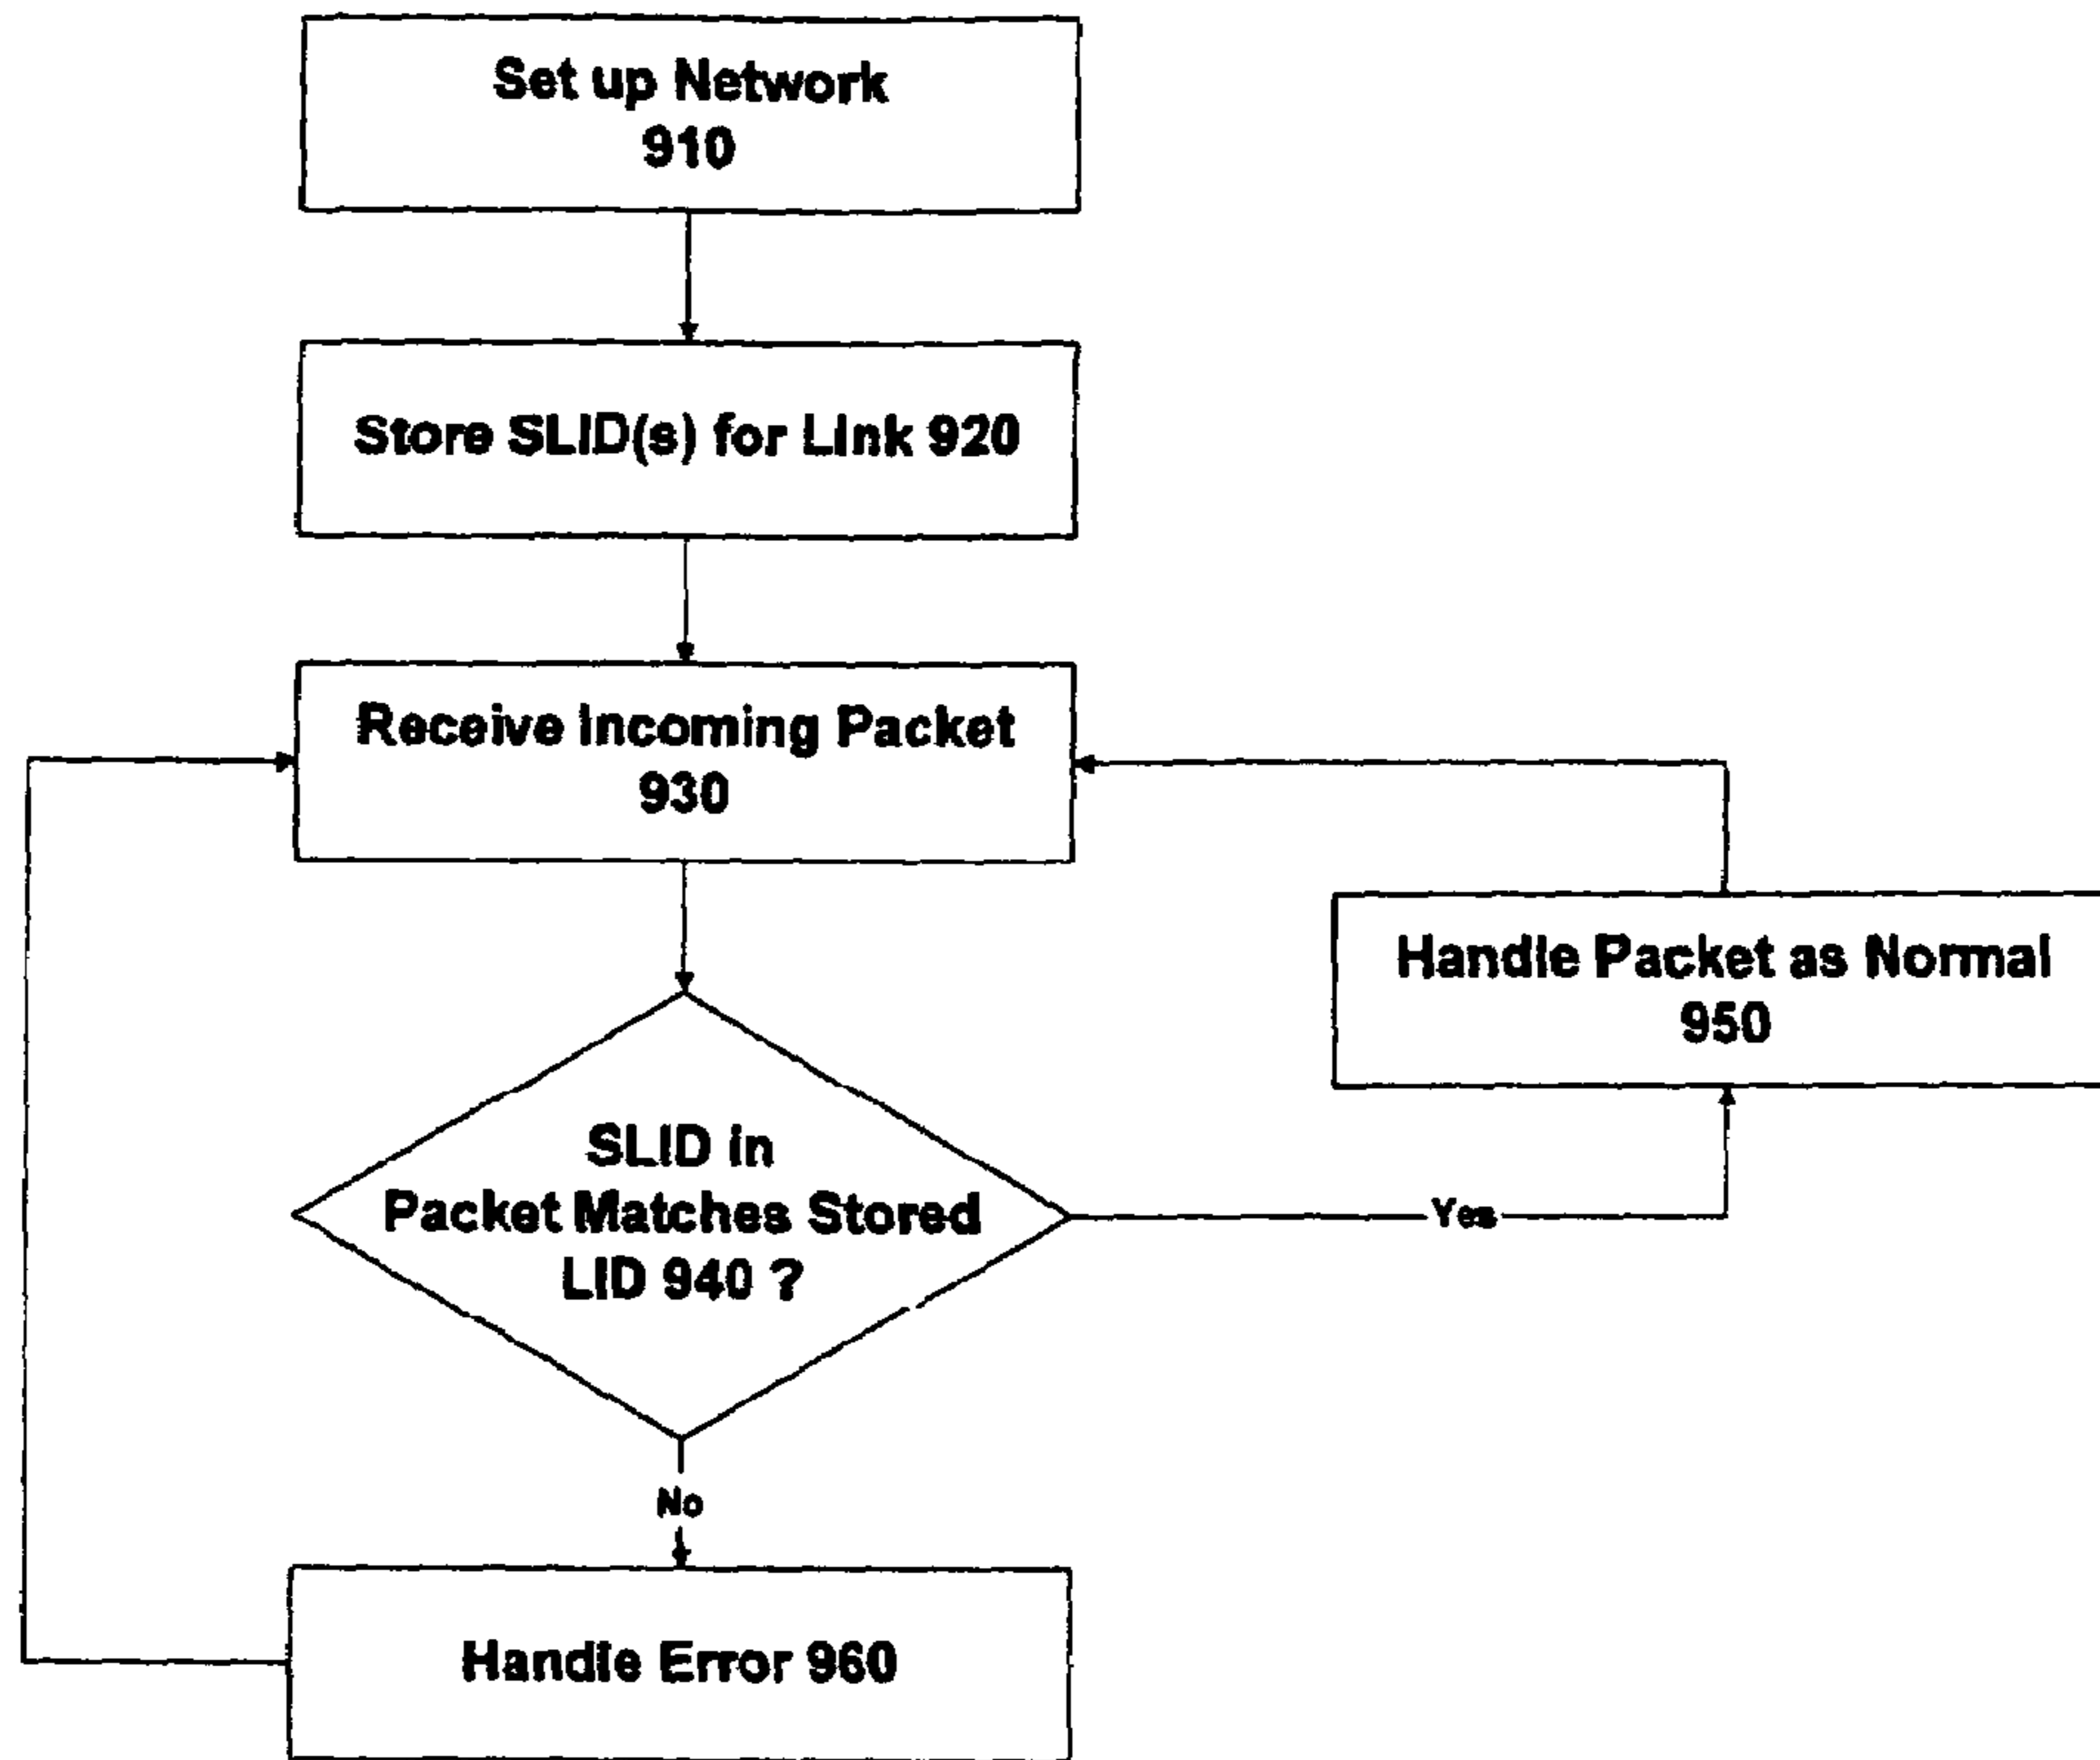 Set up Network
910
Store SLID(s) for Link 920
Receive Incoming Packet
930
Handle Packet as Normal
950
SLID in
Packet Matches Stored
LID 940 ?
Yes
No
Handle Error 960